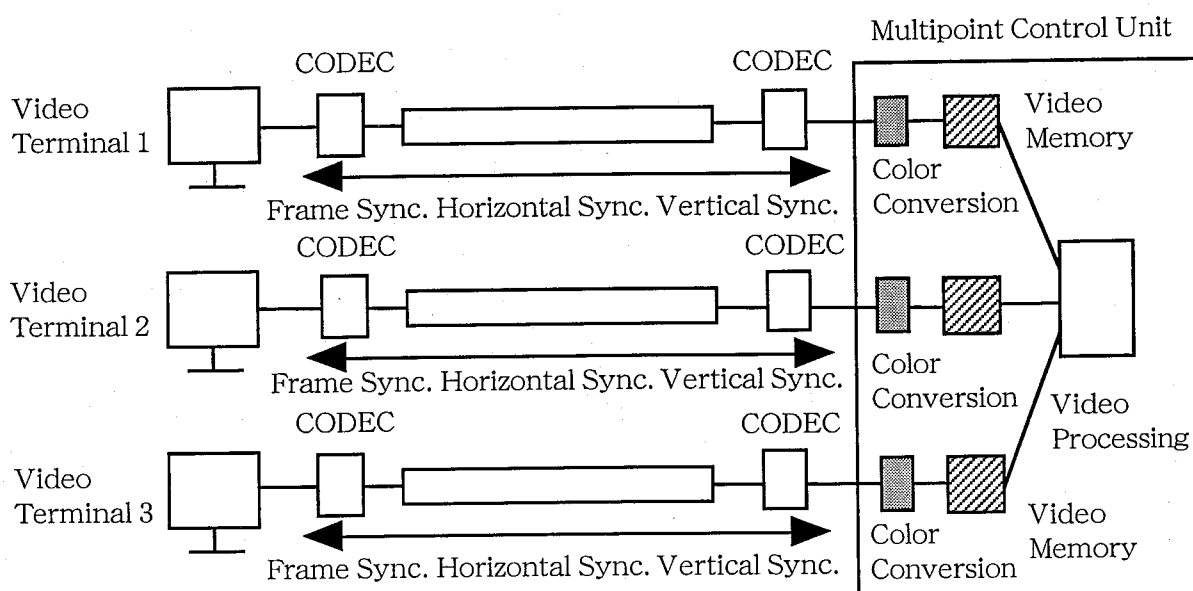 Multipoint Control Unit
CODEC
CODEC
Video
Terminal 1
Video
Memory
Color
Conversion
Frame Sync. Horizontal Sync. Vertical Sync.
CODEC
CODEC
Video
Terminal 2
Color
Conversion
Frame Sync. Horizontal Sync. Vertical Sync.
Video
Processing
CODEC
CODEC
Video
Terminal 3
Video
Memory
Color
Conversion
Frame Sync. Horizontal Sync. Vertical Sync.